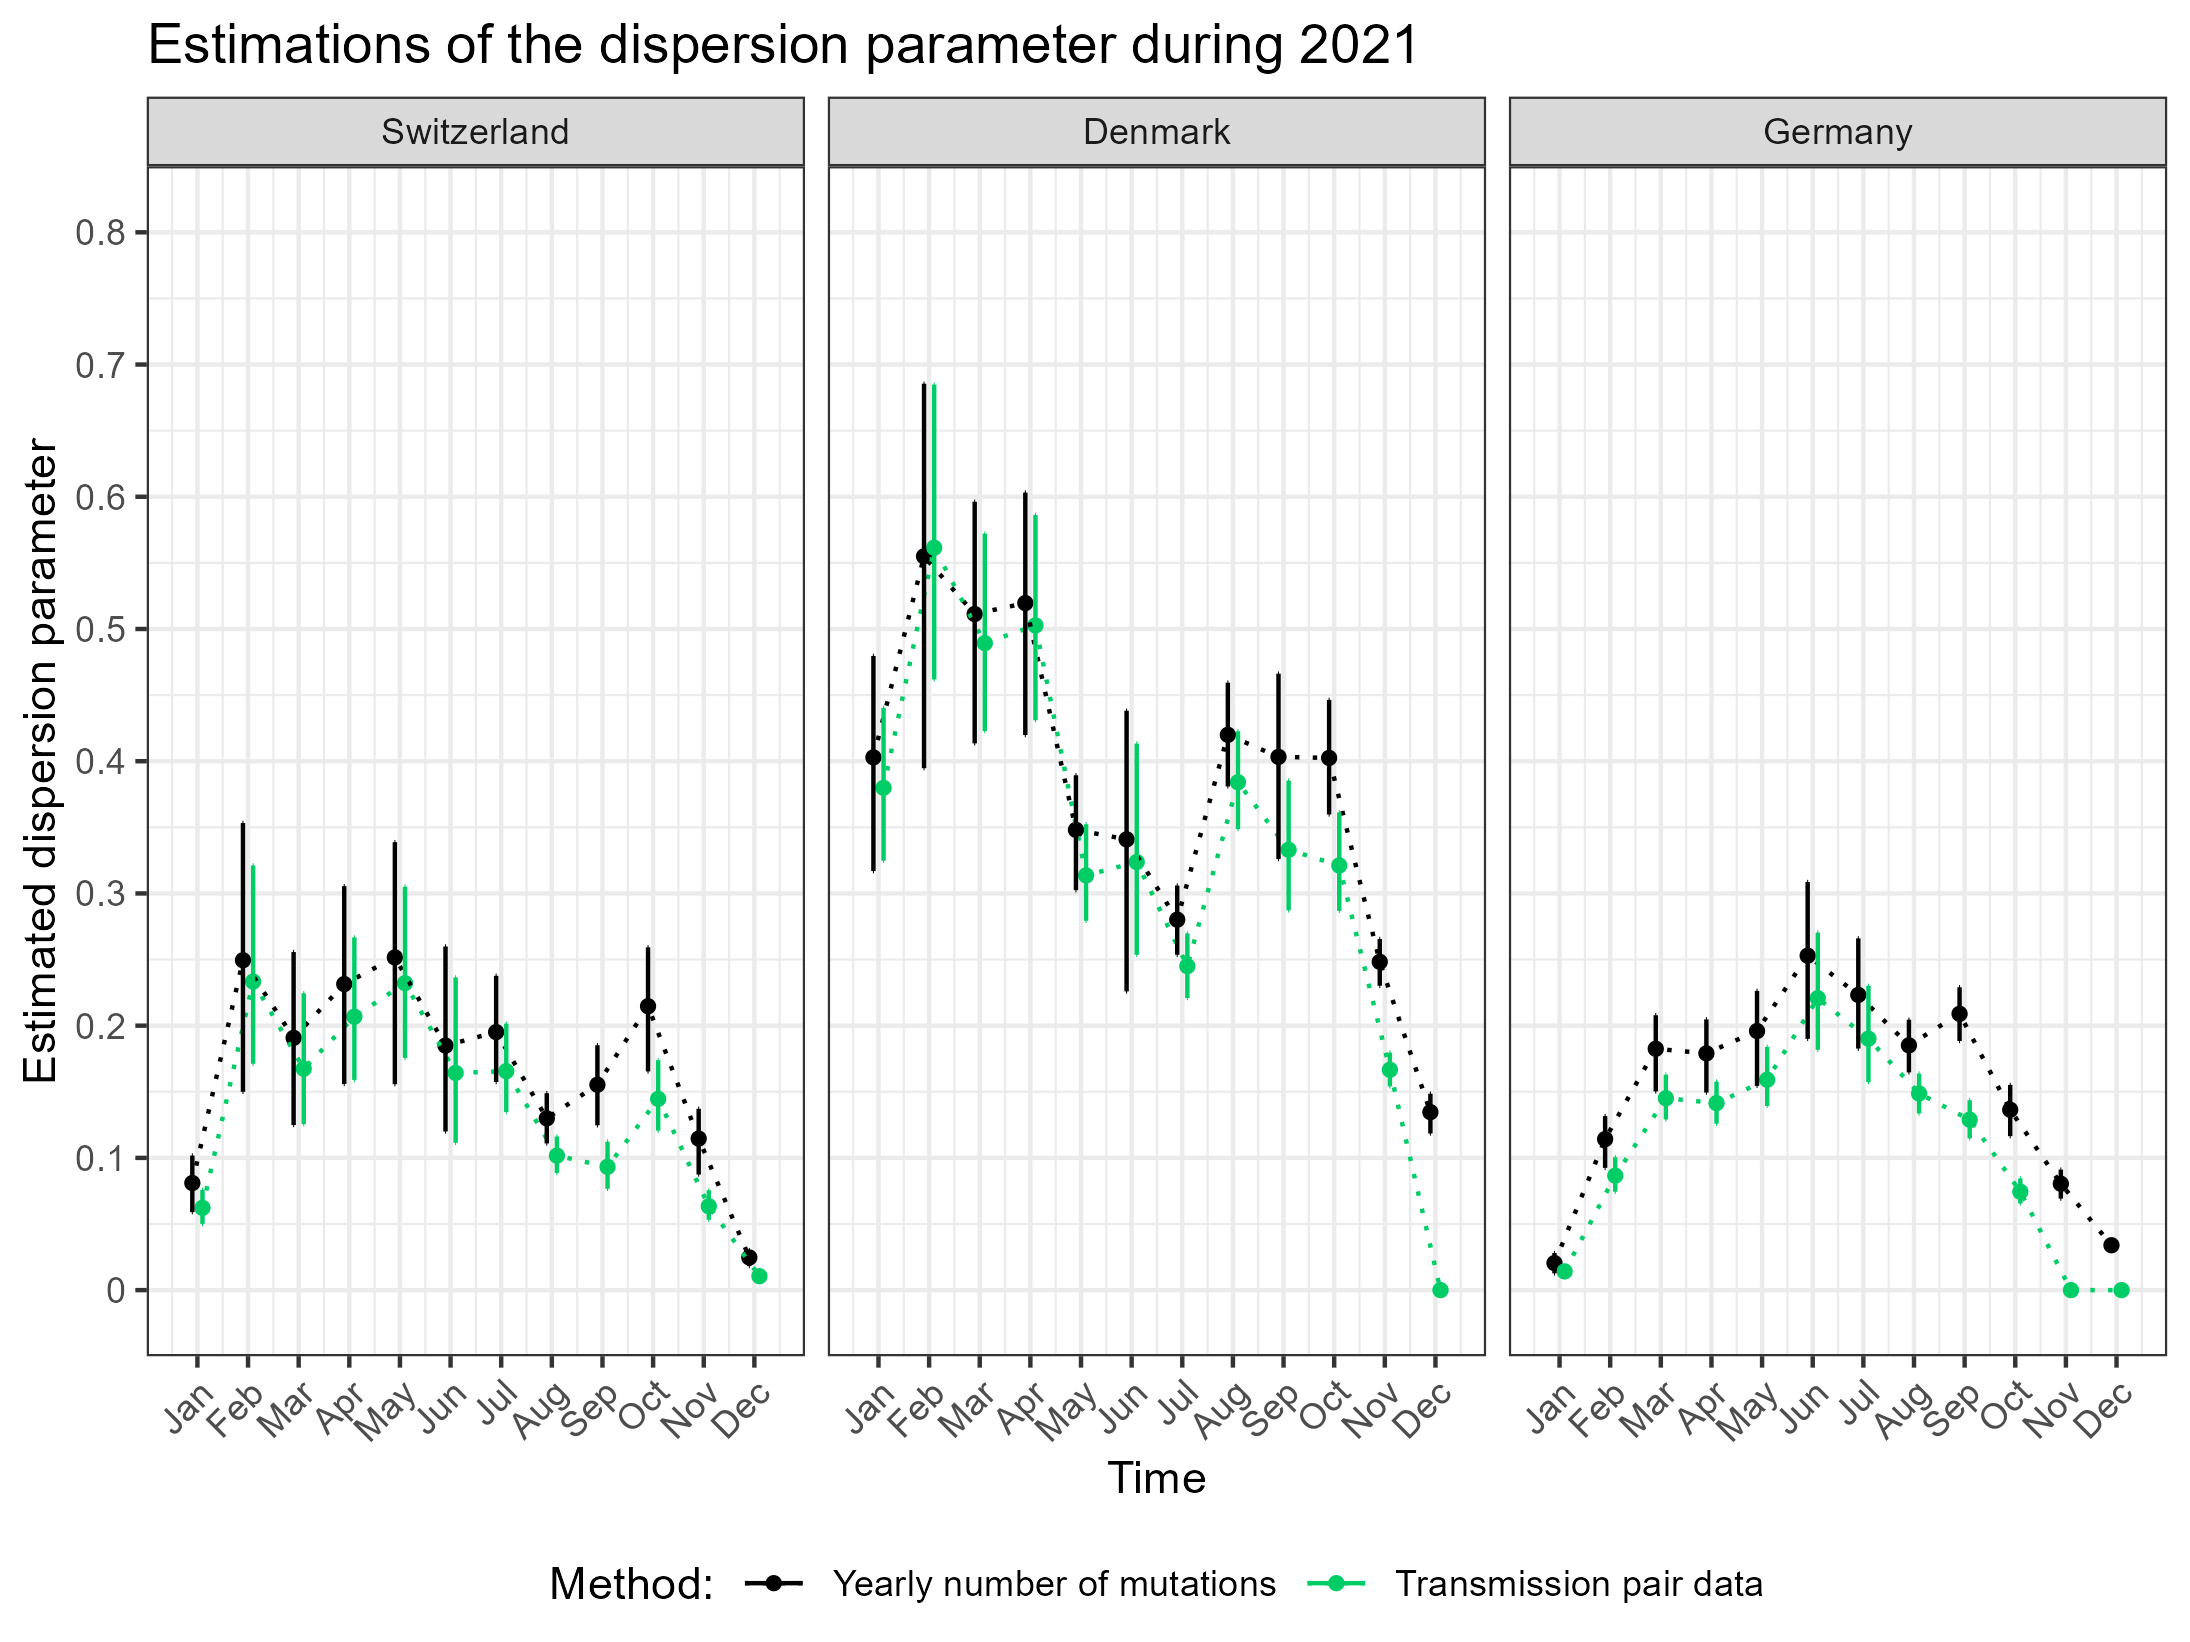 Estimations of the dispersion parameter during 2021
Switzerland
Denmark
Germany
Estimated dispersion parameter
0.8
0.7
0.6
0.5
0.4
0.3
0.2
0.1
0
Jan Feb Mar Apr May Jun Jul Aug Sep Oct Nov Dec
Jan Feb Mar Apr May Jun Jul Aug Sep Oct Nov Dec
Jan Feb Mar Apr May Jun Jul Aug Sep Oct Nov Dec
Time
Method: Yearly number of mutations Transmission pair data